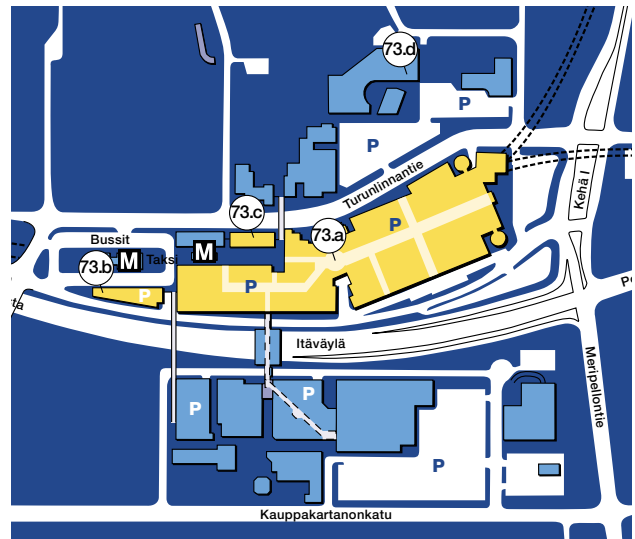 73.d
P
P
Turunlinnantie
Kehä I
73.c
P
73.a
Bussit
M
Taksi
M
73.b
P
P
Itäväylä
Meripellontie
P
P
P
Kauppakartanonkatu